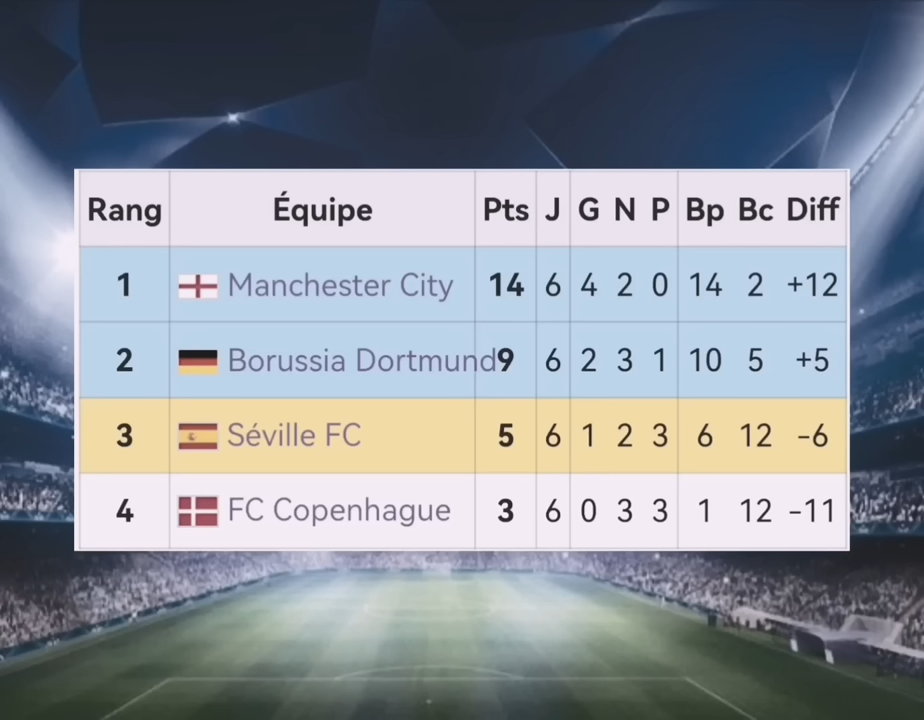 Rang Équipe Pts J G N P Bp Bc Diff
1 Manchester City 14 6 4 2 0 14 2 +12
2 Borussia Dortmund 9 6 2 3 1 10 5 +5
3 Séville FC 5 6 1 2 3 6 12 -6
4 FC Copenhague 3 6 0 3 3 1 12 -11